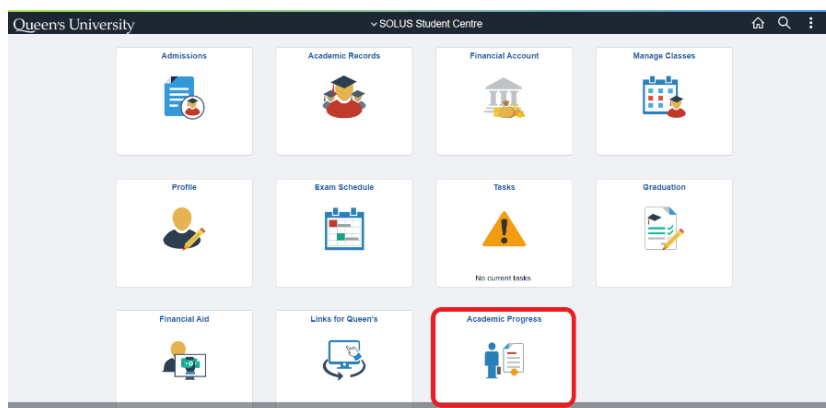 Queen's University
SOLUS Student Centre
Admissions
Academic Records
Financial Account
Manage Classes
Profile
Exam Schedule
Tasks
Graduation
No current tasks
Financial Aid
Links for Queen's
Academic Progress